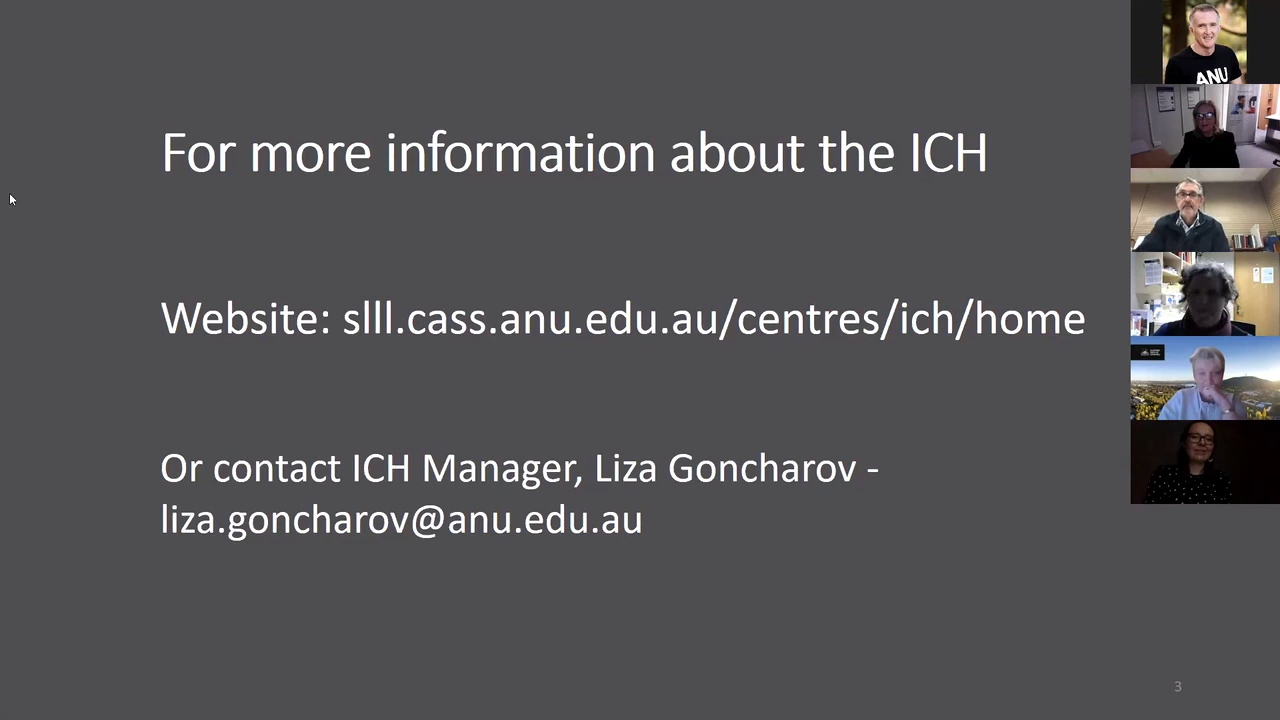 For more information about the ICH
Website: slll.cass.anu.edu.au/centres/ich/home
Or contact ICH Manager, Liza Goncharov -
liza.goncharov@anu.edu.au
3
ANU